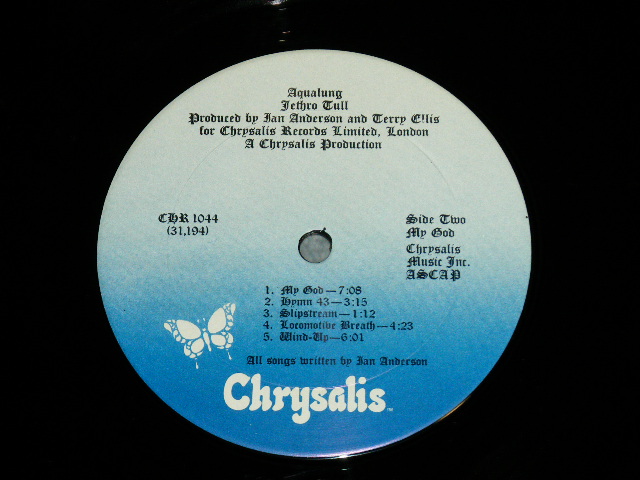 Aqualung
Jethro Tull
Produced by Ian Anderson and Terry Ellis
for Chrysalis Records Limited, London
A Chrysalis Production
CHR 1044
(31,194)
Side Two
My God
Chrysalis
Music Inc.
ASCAP
1. My God—7:08
2. Hymn 43—3:15
3. Slipstream—1:12
4. Locomotive Breath—4:23
5. Wind-Up—6:01
All songs written by Ian Anderson
Chrysalis™